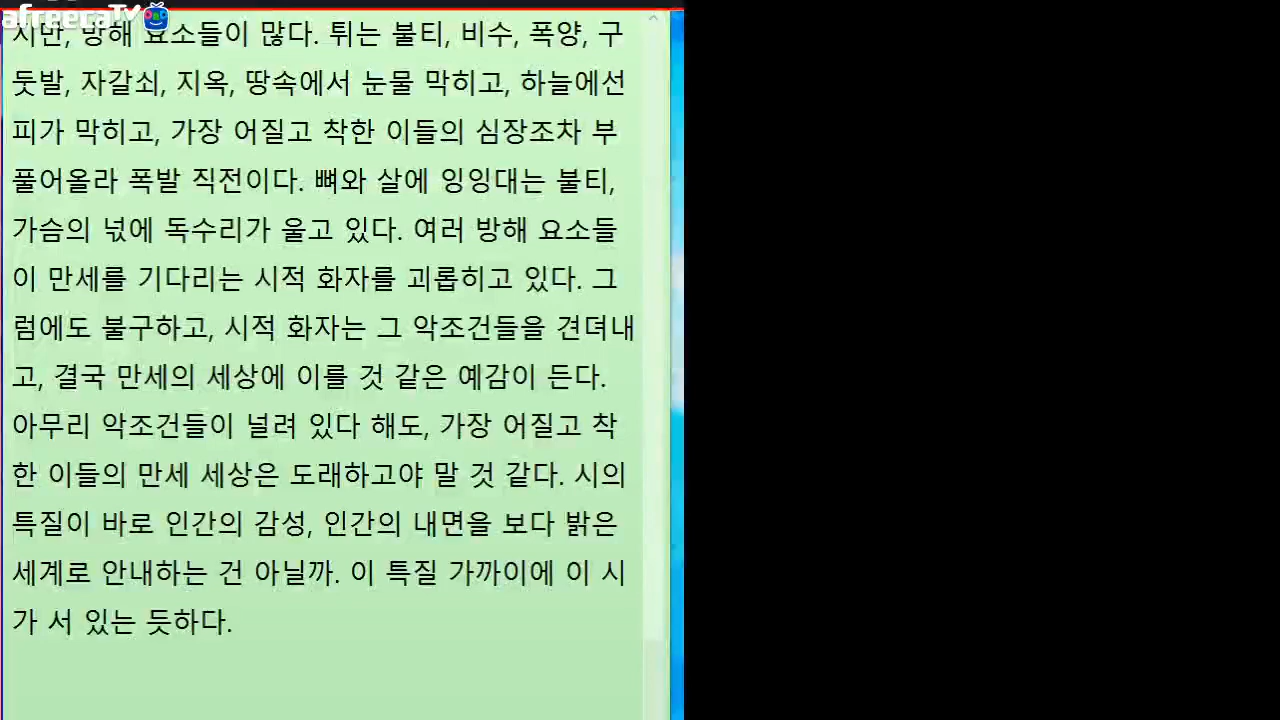 afreecaTV
지만, 방해 요소들이 많다. 튀는 불티, 비수, 폭양, 구
둣발, 자갈쇠, 지옥, 땅속에서 눈물 막히고, 하늘에선
피가 막히고, 가장 어질고 착한 이들의 심장조차 부
풀어올라 폭발 직전이다. 뼈와 살에 잉잉대는 불티,
가슴의 넋에 독수리가 울고 있다. 여러 방해 요소들
이 만세를 기다리는 시적 화자를 괴롭히고 있다. 그
럼에도 불구하고, 시적 화자는 그 악조건들을 견뎌내
고, 결국 만세의 세상에 이를 것 같은 예감이 든다.
아무리 악조건들이 널려 있다 해도, 가장 어질고 착
한 이들의 만세 세상은 도래하고야 말 것 같다. 시의
특질이 바로 인간의 감성, 인간의 내면을 보다 밝은
세계로 안내하는 건 아닐까. 이 특질 가까이에 이 시
가 서 있는 듯하다.